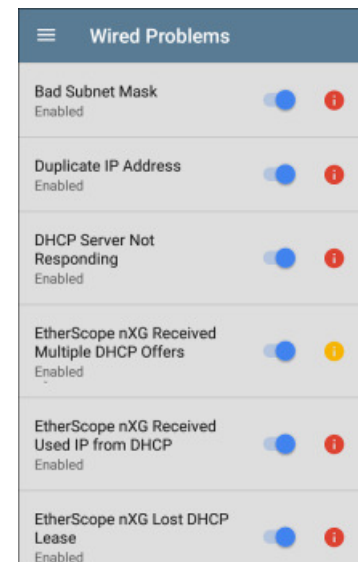 Wired Problems
Bad Subnet Mask
Enabled
Duplicate IP Address
Enabled
DHCP Server Not
Responding
Enabled
EtherScope nXG Received
Multiple DHCP Offers
Enabled
EtherScope nXG Received
Used IP from DHCP
Enabled
EtherScope nXG Lost DHCP
Lease
Enabled